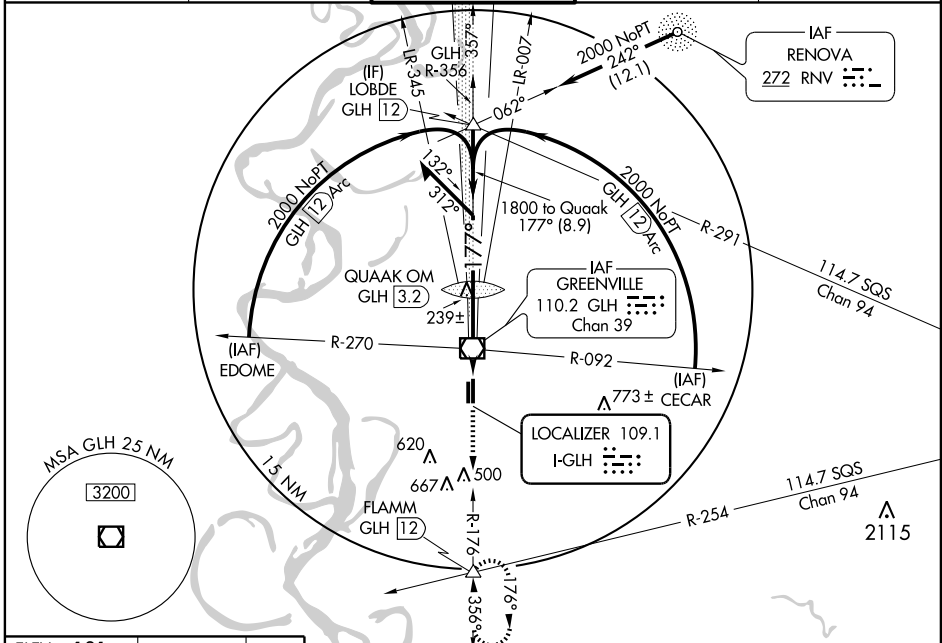 IAF
RENOVA
272 RNV
2000 NoPT
242°
(12.1)
062°
357°
GLH
R-356
LR-345
LR-007
(IF)
LOBDE
GLH 12
2000 NoPT
GLH 12 Arc
2000 NoPT
GLH 12 Arc
132°
312°
177°
1800 to Quaak
177° (8.9)
R-291
114.7 SQS
Chan 94
QUAAK OM
GLH 3.2
239±
IAF
GREENVILLE
110.2 GLH
Chan 39
R-270
R-092
(IAF)
EDOME
(IAF)
CECAR
773±
LOCALIZER 109.1
I-GLH
MSA GLH 25 NM
3200
15 NM
620
667
500
FLAMM
GLH 12
R-176
R-254
114.7 SQS
Chan 94
2115
356°
176°